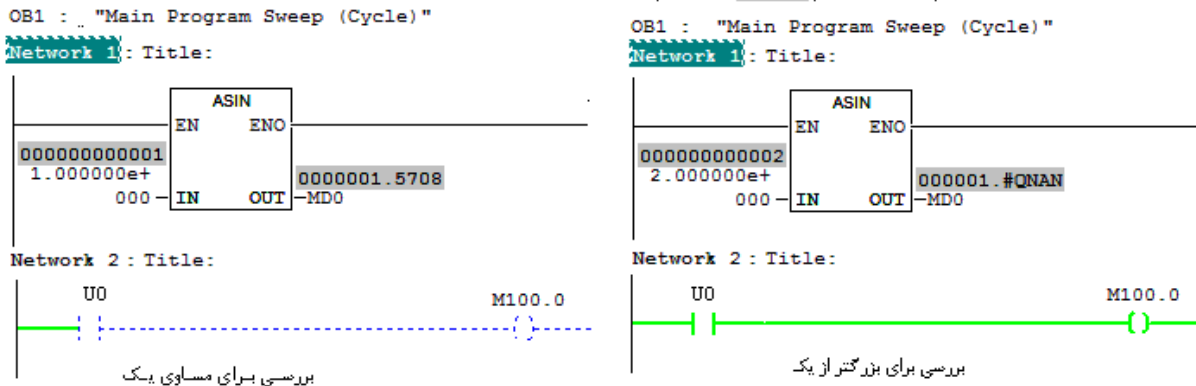 OB1 : "Main Program Sweep (Cycle)"
Network 1 : Title:
ASIN
EN ENO
000000000001
1.000000e+
000 IN OUT MD0
0000001.5708
Network 2 : Title:
U0
M100.0
بررسی برای مساوی یک
OB1 : "Main Program Sweep (Cycle)"
Network 1 : Title:
ASIN
EN ENO
000000000002
2.000000e+
000 IN OUT MD0
000001.#QNAN
Network 2 : Title:
U0
M100.0
بررسی برای بزرگتر از یک